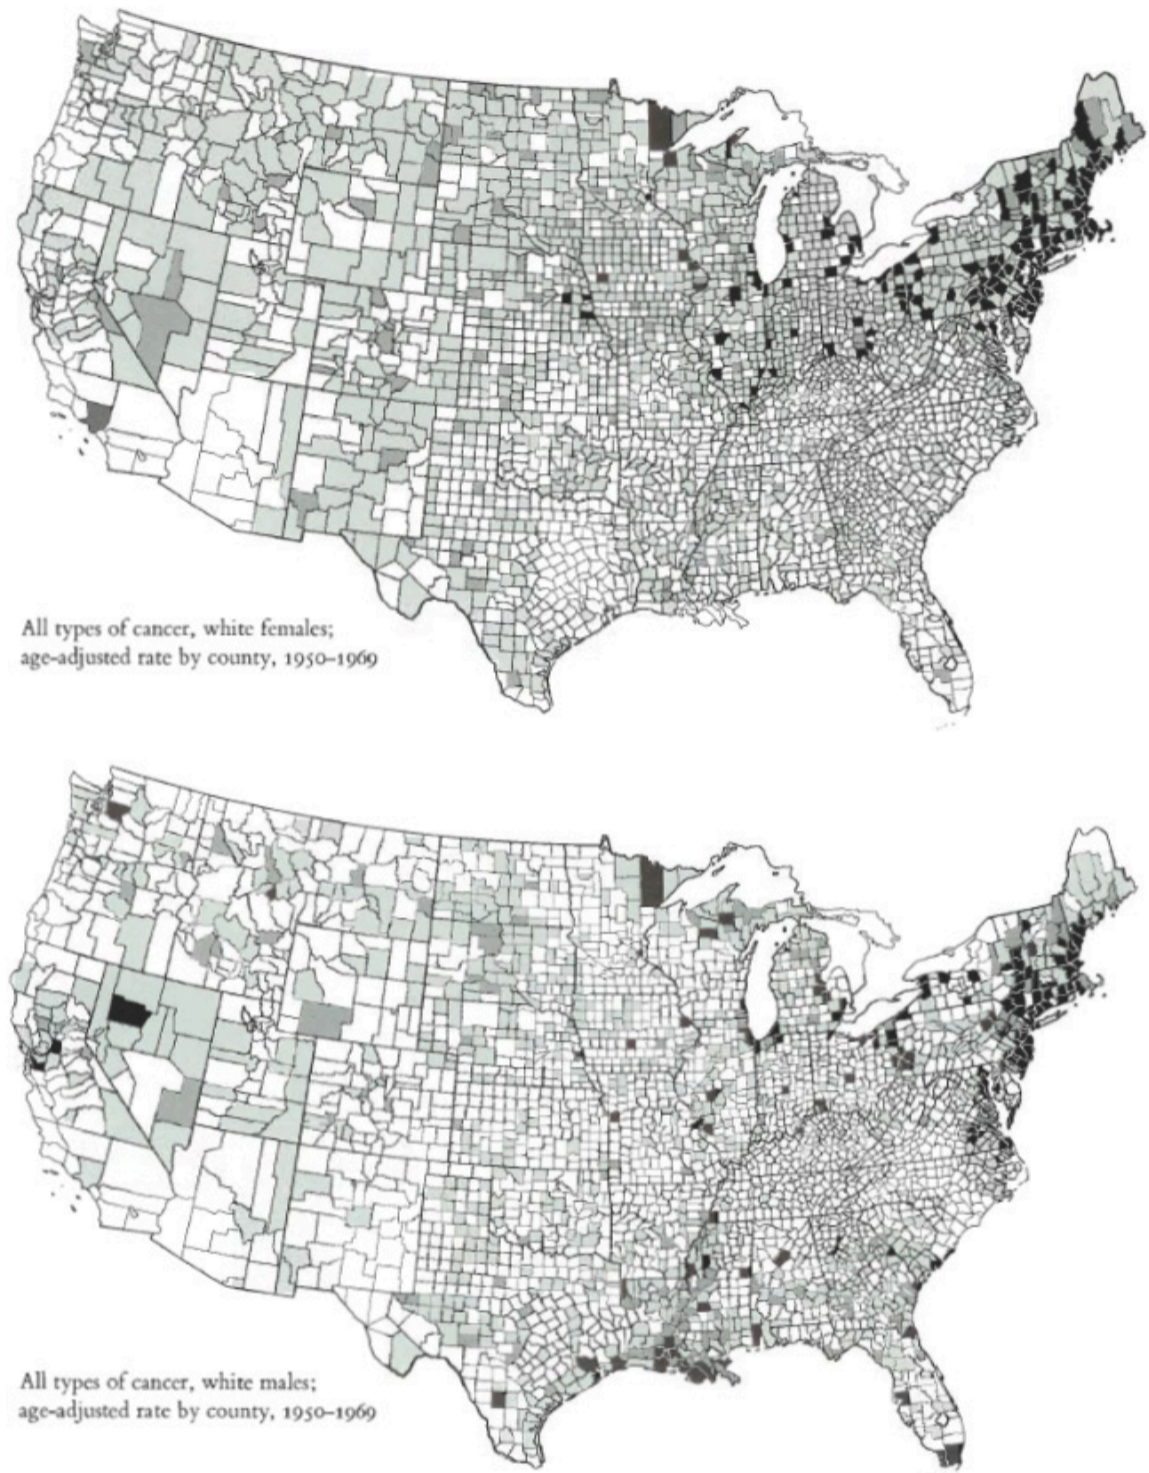 All types of cancer, white females;
age-adjusted rate by county, 1950–1969
All types of cancer, white males;
age-adjusted rate by county, 1950–1969